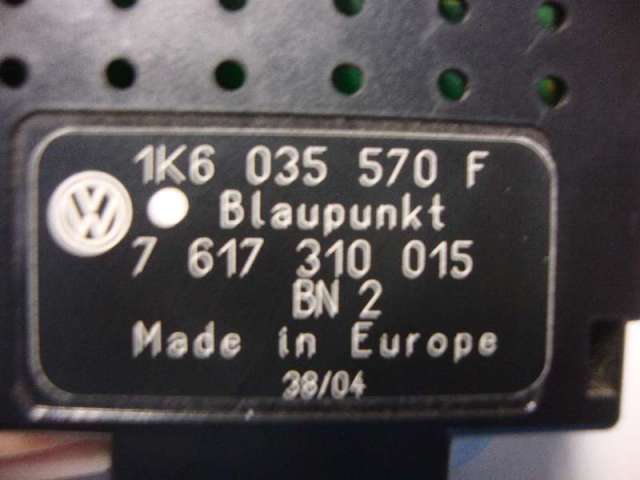 1K6 035 570 F
Blaupunkt
7 617 310 015
BN 2
Made in Europe
38/04